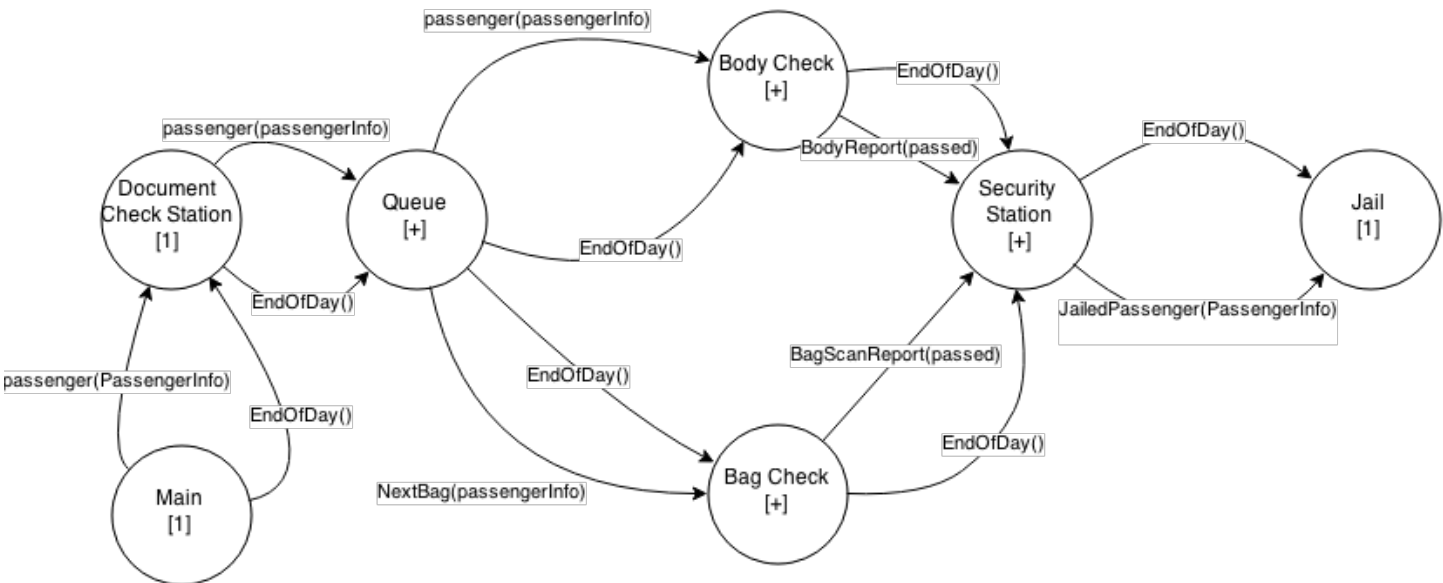 passenger(passengerInfo)
Body Check
[+]
EndOfDay()
passenger(passengerInfo)
EndOfDay()
BodyReport(passed)
Document
Check Station
[1]
Queue
[+]
Security
Station
[+]
Jail
[1]
EndOfDay()
EndOfDay()
JailedPassenger(PassengerInfo)
BagScanReport(passed)
passenger(PassengerInfo)
EndOfDay()
EndOfDay()
EndOfDay()
NextBag(passengerInfo)
Bag Check
[+]
Main
[1]